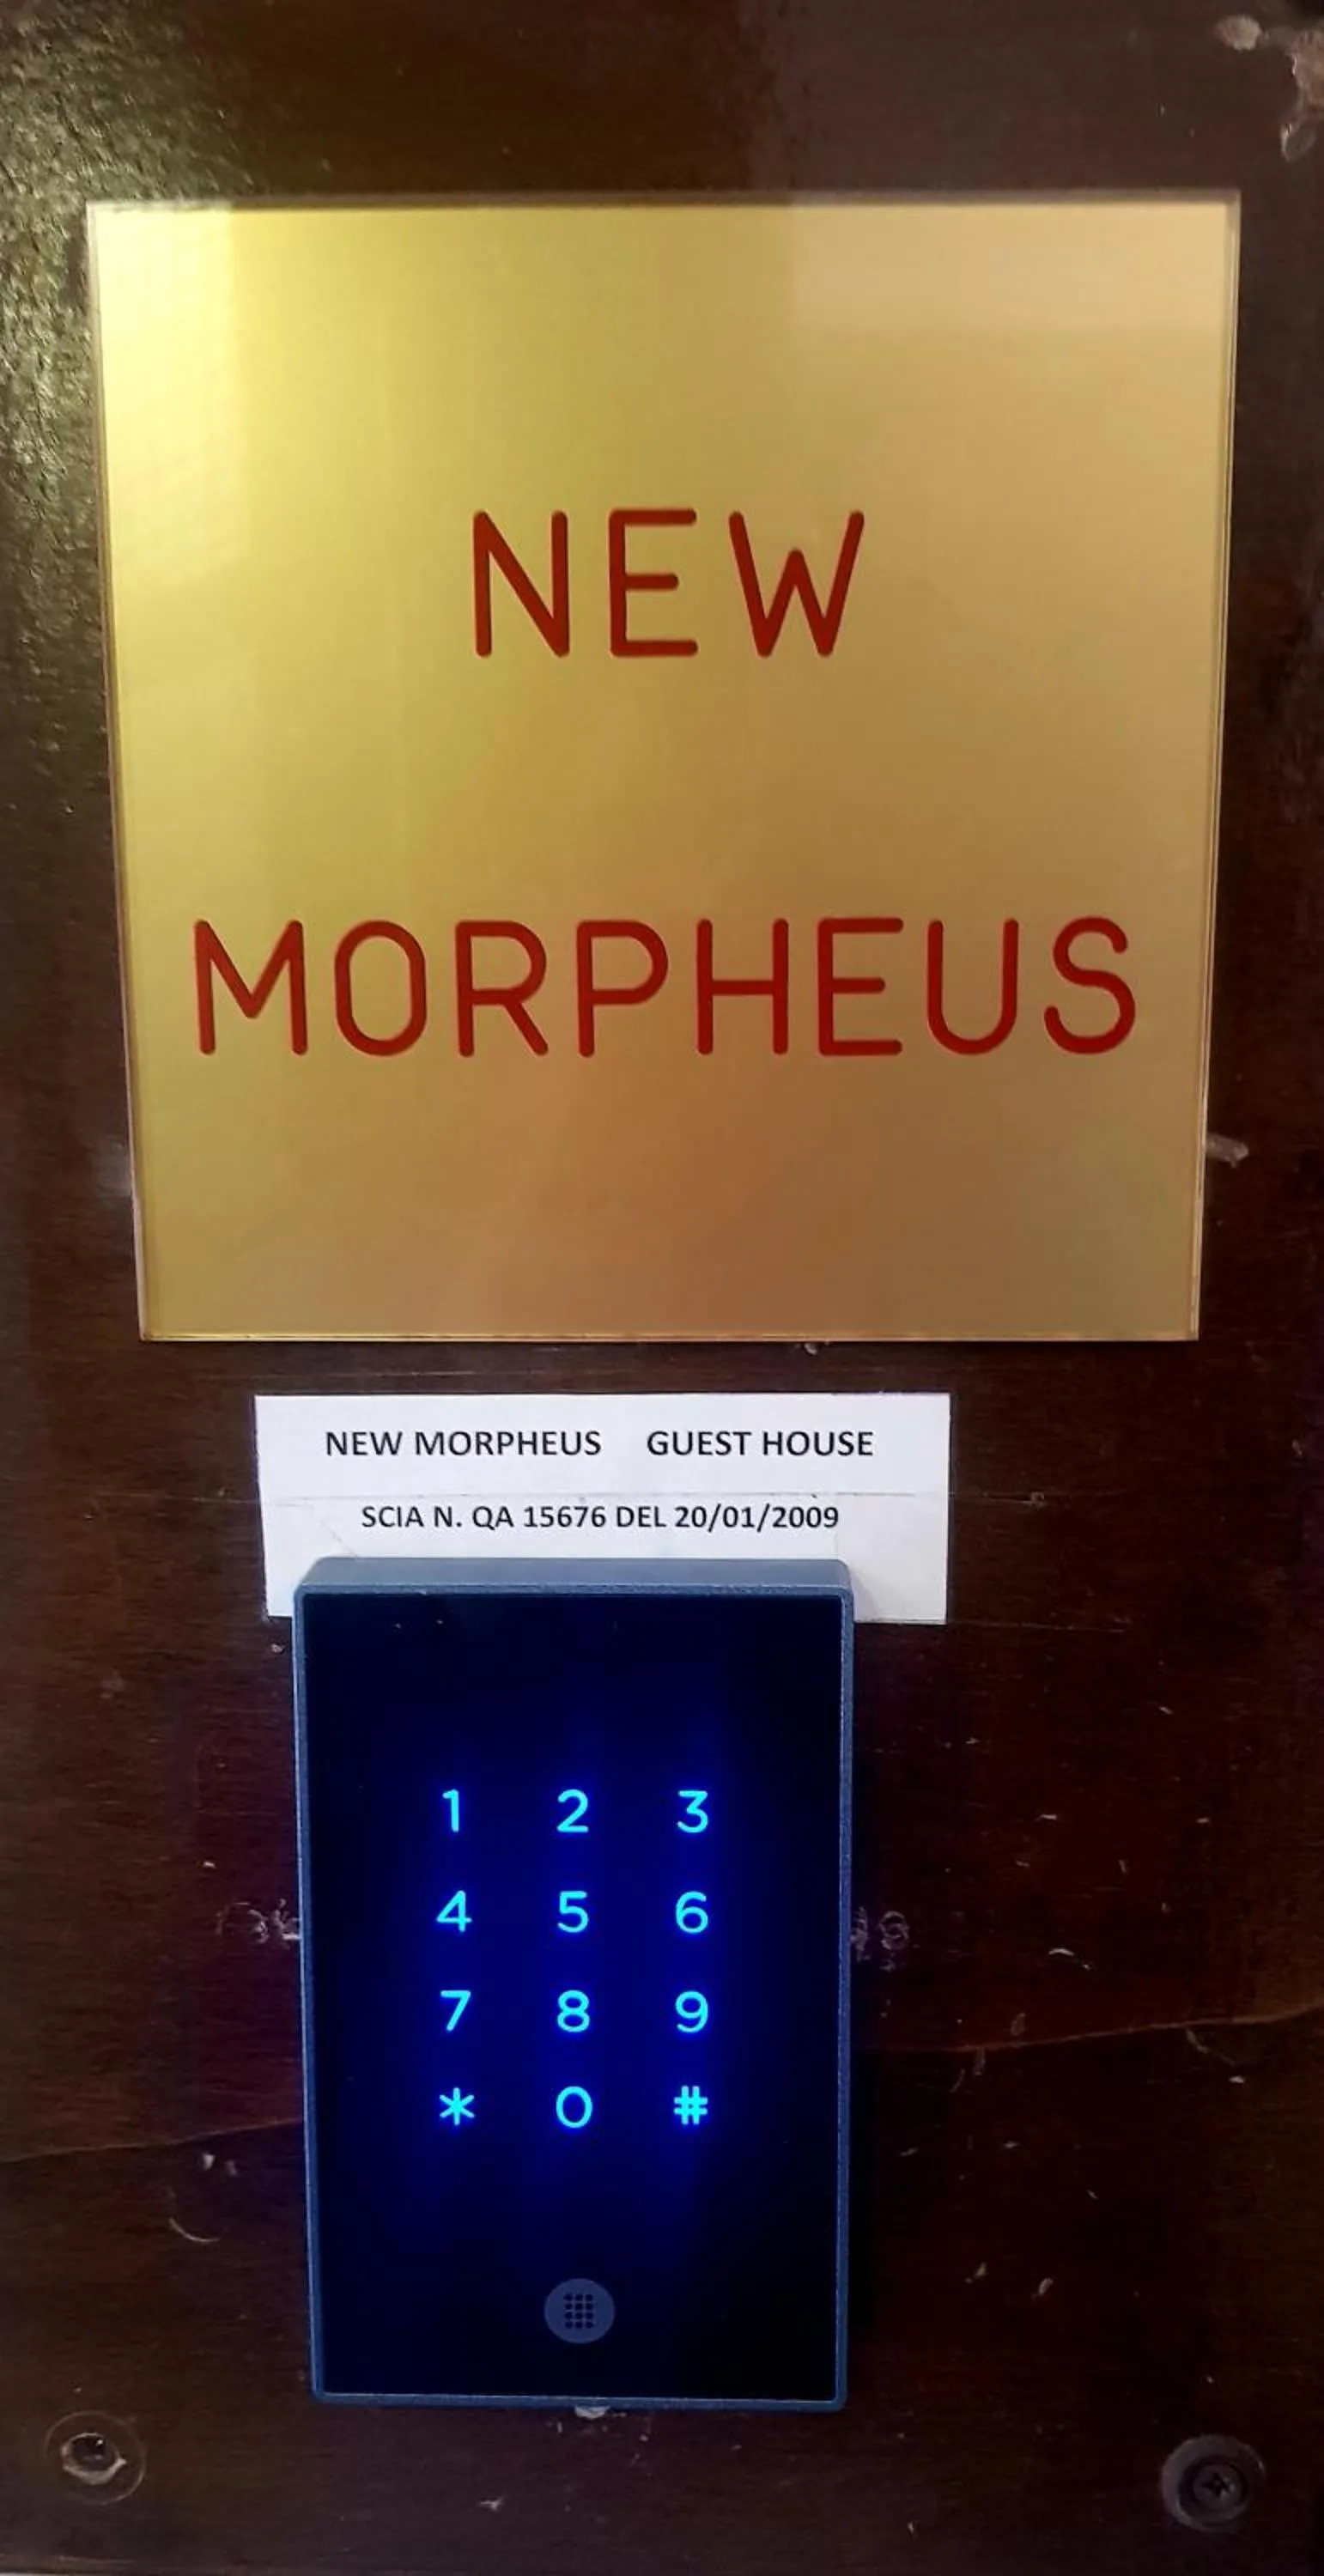 NEW
MORPHEUS
NEW MORPHEUS GUEST HOUSE
SCIA N. QA 15676 DEL 20/01/2009
1 2 3
4 5 6
7 8 9
* 0 #